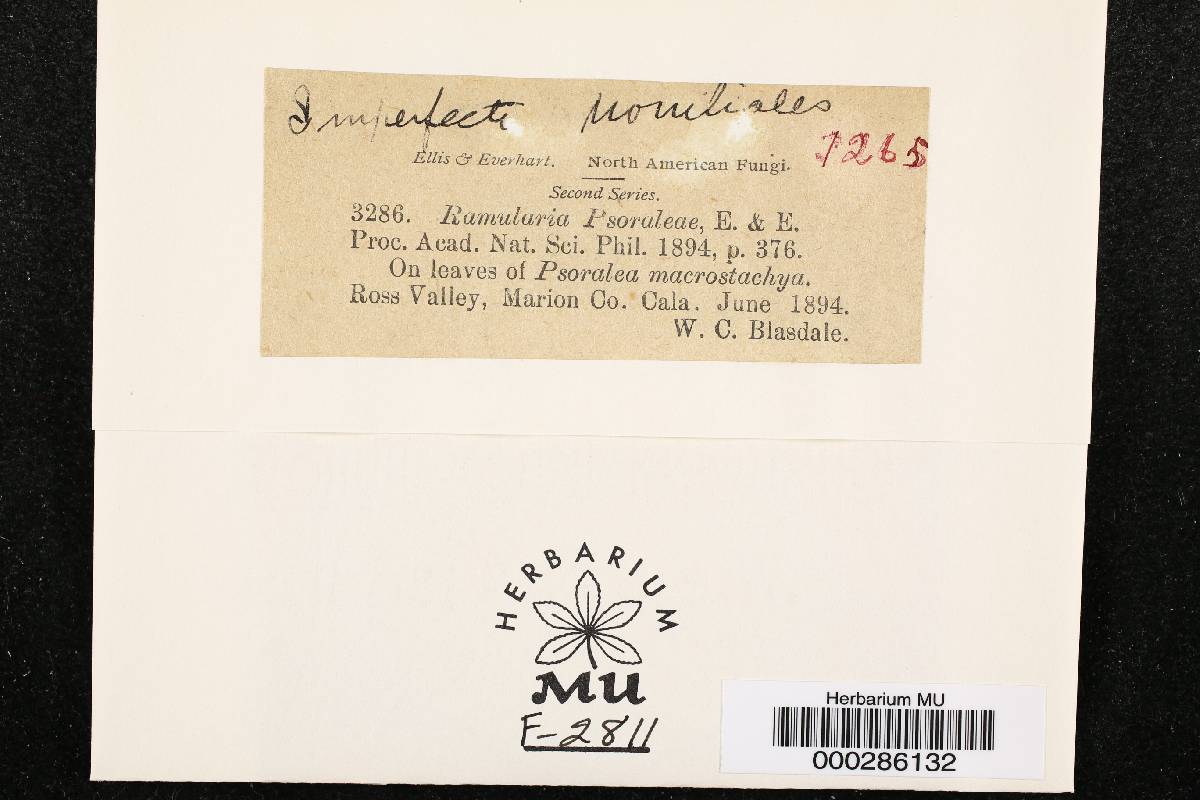 Imperfecti Moniliales
7265
Ellis & Everhart. North American Fungi.
Second Series.
3286. Ramularia Psoraleae, E. & E.
Proc. Acad. Nat. Sci. Phil. 1894, p. 376.
On leaves of Psoralea macrostachya.
Ross Valley, Marion Co. Cala. June 1894.
W. C. Blasdale.
HERBARIUM
MU
F-2811
Herbarium MU
000286132